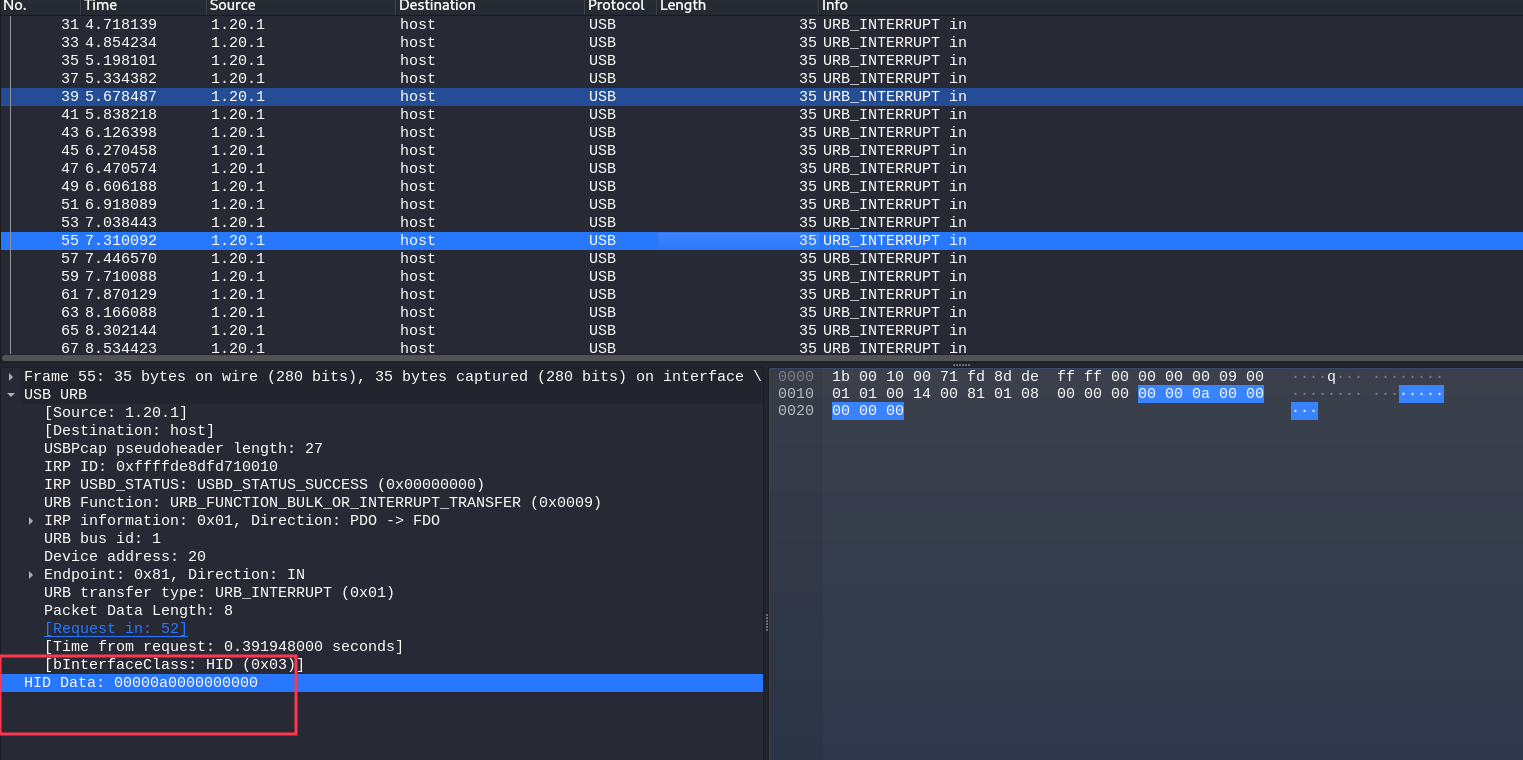 No. Time Source Destination Protocol Length Info
31 4.718139 1.20.1 host USB 35 URB_INTERRUPT in
33 4.854234 1.20.1 host USB 35 URB_INTERRUPT in
35 5.198101 1.20.1 host USB 35 URB_INTERRUPT in
37 5.334382 1.20.1 host USB 35 URB_INTERRUPT in
39 5.678487 1.20.1 host USB 35 URB_INTERRUPT in
41 5.838218 1.20.1 host USB 35 URB_INTERRUPT in
43 6.126398 1.20.1 host USB 35 URB_INTERRUPT in
45 6.270458 1.20.1 host USB 35 URB_INTERRUPT in
47 6.470574 1.20.1 host USB 35 URB_INTERRUPT in
49 6.606188 1.20.1 host USB 35 URB_INTERRUPT in
51 6.918089 1.20.1 host USB 35 URB_INTERRUPT in
53 7.038443 1.20.1 host USB 35 URB_INTERRUPT in
55 7.310092 1.20.1 host USB 35 URB_INTERRUPT in
57 7.446570 1.20.1 host USB 35 URB_INTERRUPT in
59 7.710088 1.20.1 host USB 35 URB_INTERRUPT in
61 7.870129 1.20.1 host USB 35 URB_INTERRUPT in
63 8.166088 1.20.1 host USB 35 URB_INTERRUPT in
65 8.302144 1.20.1 host USB 35 URB_INTERRUPT in
67 8.534423 1.20.1 host USB 35 URB INTERRUPT in
Frame 55: 35 bytes on wire (280 bits), 35 bytes captured (280 bits) on interface \
USB URB
[Source: 1.20.1]
[Destination: host]
USBPcap pseudoheader length: 27
IRP ID: 0xffffde8dfd710010
IRP USBD_STATUS: USBD_STATUS_SUCCESS (0x00000000)
URB Function: URB_FUNCTION_BULK_OR_INTERRUPT_TRANSFER (0x0009)
IRP information: 0x01, Direction: PDO -> FDO
URB bus id: 1
Device address: 20
Endpoint: 0x81, Direction: IN
URB transfer type: URB_INTERRUPT (0x01)
Packet Data Length: 8
[Request in: 52]
[Time from request: 0.391948000 seconds]
[bInterfaceClass: HID (0x03)]
HID Data: 00000a0000000000
0000 1b 00 10 00 71 fd 8d de ff ff 00 00 00 00 09 00 ····q··· ········
0010 01 01 00 14 00 81 01 08 00 00 00 00 00 0a 00 00 ········ ········
0020 00 00 00 ···